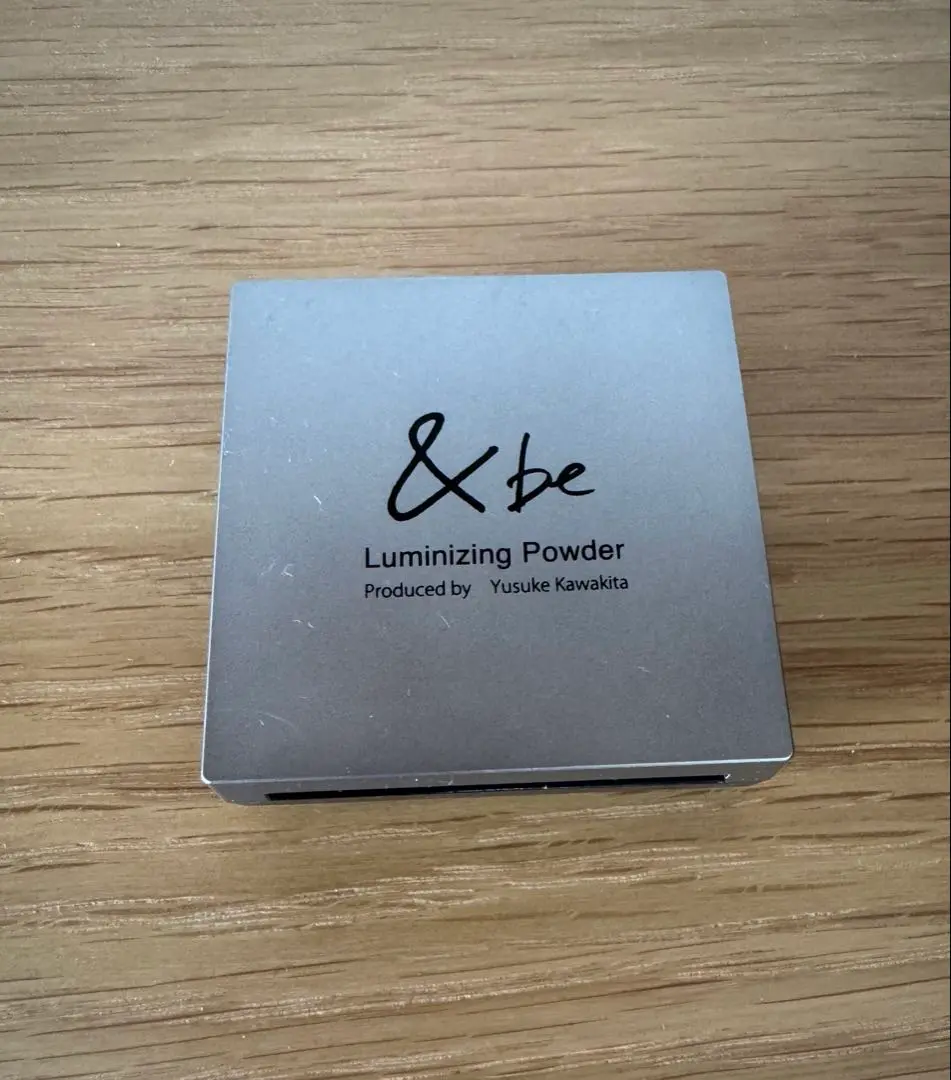 &be
Luminizing Powder
Produced by Yusuke Kawakita